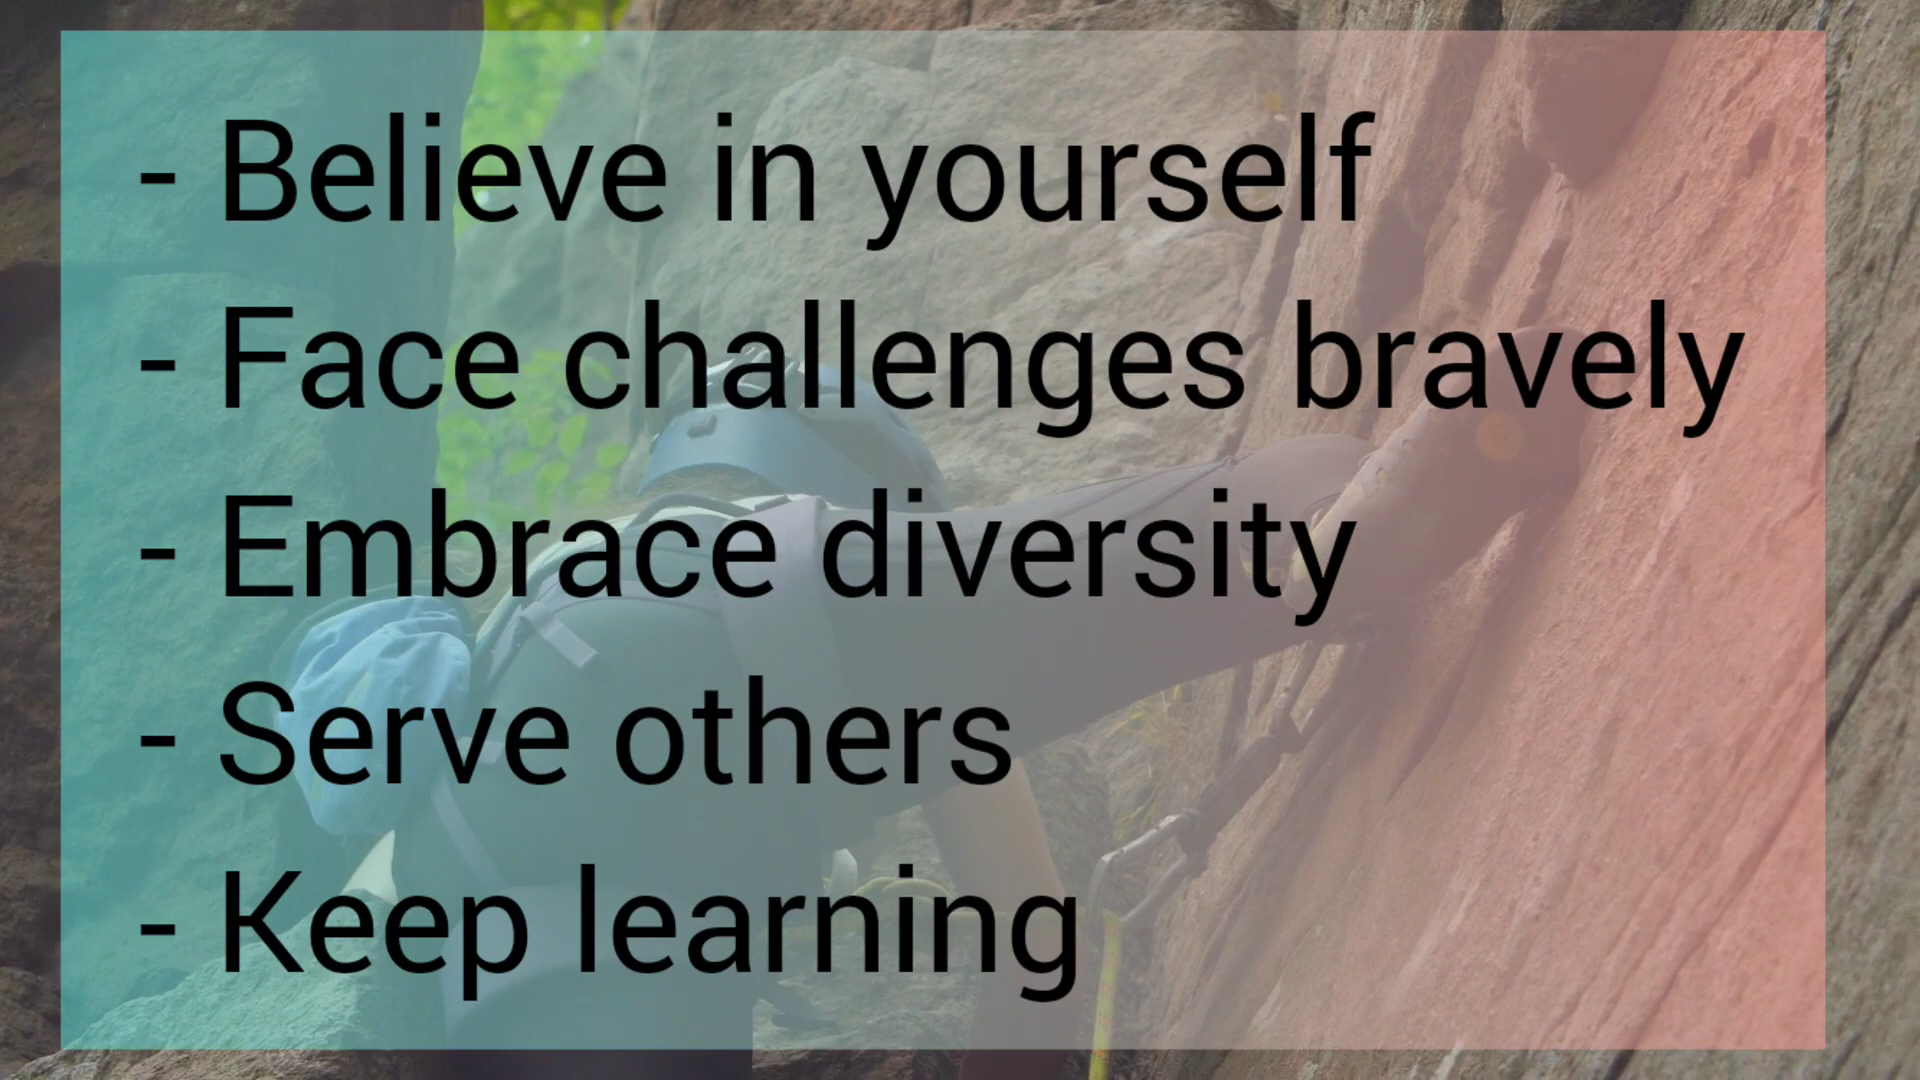 - Believe in yourself
- Face challenges bravely
- Embrace diversity
- Serve others
- Keep learning